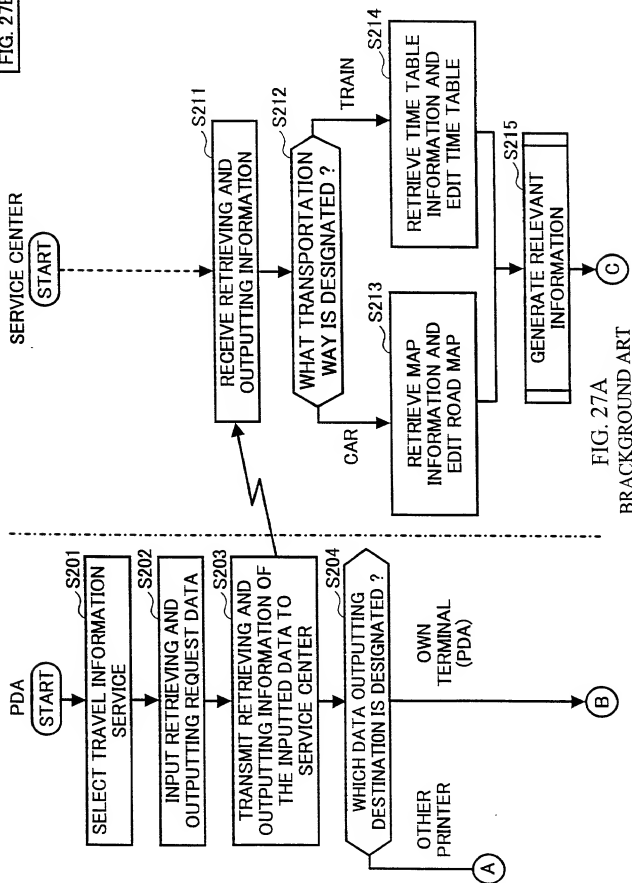 FIG. 27B
PDA
START
S201
SELECT TRAVEL INFORMATION
SERVICE
S202
INPUT RETRIEVING AND
OUTPUTTING REQUEST DATA
S203
TRANSMIT RETRIEVING AND
OUTPUTTING INFORMATION OF
THE INPUTTED DATA TO
SERVICE CENTER
S204
WHICH DATA OUTPUTTING
DESTINATION IS DESIGNATED ?
OTHER
PRINTER
OWN
TERMINAL
(PDA)
A
B
SERVICE CENTER
START
S211
RECEIVE RETRIEVING AND
OUTPUTTING INFORMATION
S212
WHAT TRANSPORTATION
WAY IS DESIGNATED ?
CAR
TRAIN
S213
RETRIEVE MAP
INFORMATION AND
EDIT ROAD MAP
S214
RETRIEVE TIME TABLE
INFORMATION AND
EDIT TIME TABLE
S215
GENERATE RELEVANT
INFORMATION
C
FIG. 27A
BRACKGROUND ART